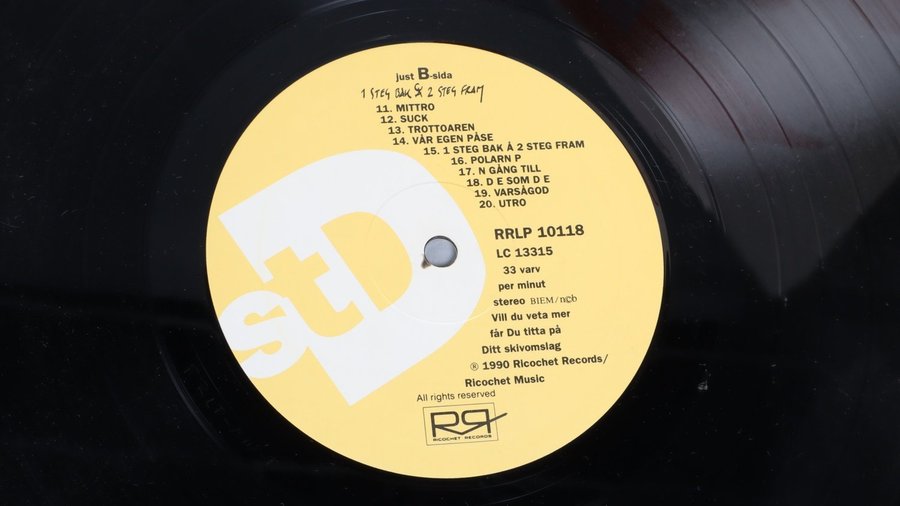 just B-sida
1 STEG BAK & 2 STEG FRAM
11. MITTRO
12. SUCK
13. TROTTOAREN
14. VÅR EGEN PÅSE
15. 1 STEG BAK Å 2 STEG FRAM
16. POLARN P
17. N GÅNG TILL
18. D E SOM D E
19. VARSÅGOD
20. UTRO
stD
RRLP 10118
LC 13315
33 varv
per minut
stereo BIEM/ncb
Vill du veta mer
får Du titta på
Ditt skivomslag
℗ 1990 Ricochet Records/
Ricochet Music
All rights reserved
RR
RICOCHET RECORDS